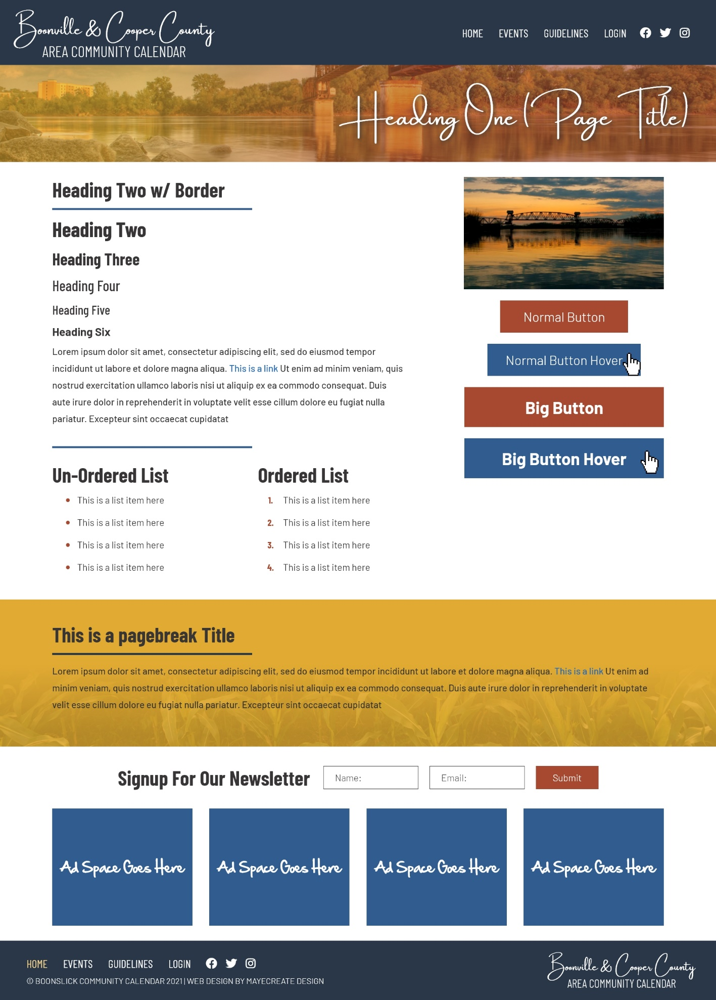 Boonville & Cooper County
AREA COMMUNITY CALENDAR
HOME EVENTS GUIDELINES LOGIN
Heading One (Page Title)
Heading Two w/ Border
Heading Two
Heading Three
Heading Four
Heading Five
Heading Six
Lorem ipsum dolor sit amet, consectetur adipiscing elit, sed do eiusmod tempor
incididunt ut labore et dolore magna aliqua. This is a link Ut enim ad minim veniam, quis
nostrud exercitation ullamco laboris nisi ut aliquip ex ea commodo consequat. Duis
aute irure dolor in reprehenderit in voluptate velit esse cillum dolore eu fugiat nulla
pariatur. Excepteur sint occaecat cupidatat
Normal Button
Normal Button Hover
Big Button
Big Button Hover
Un-Ordered List
• This is a list item here
• This is a list item here
• This is a list item here
• This is a list item here
Ordered List
1. This is a list item here
2. This is a list item here
3. This is a list item here
4. This is a list item here
This is a pagebreak Title
Lorem ipsum dolor sit amet, consectetur adipiscing elit, sed do eiusmod tempor incididunt ut labore et dolore magna aliqua. This is a link Ut enim ad
minim veniam, quis nostrud exercitation ullamco laboris nisi ut aliquip ex ea commodo consequat. Duis aute irure dolor in reprehenderit in voluptate
velit esse cillum dolore eu fugiat nulla pariatur. Excepteur sint occaecat cupidatat
Signup For Our Newsletter Name: Email: Submit
Ad Space Goes Here
Ad Space Goes Here
Ad Space Goes Here
Ad Space Goes Here
HOME EVENTS GUIDELINES LOGIN
© BOONSLICK COMMUNITY CALENDAR 2021 | WEB DESIGN BY MAYECREATE DESIGN
Boonville & Cooper County
AREA COMMUNITY CALENDAR